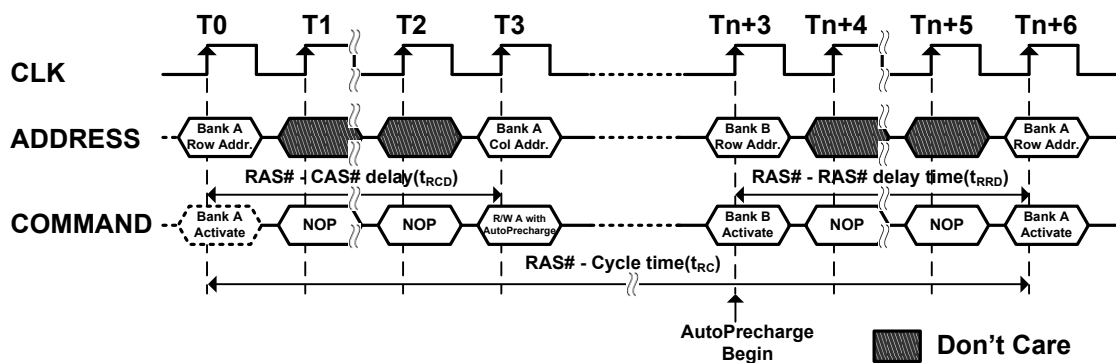 T0 T1 T2 T3 Tn+3 Tn+4 Tn+5 Tn+6
CLK
ADDRESS
Bank A
Row Addr.
Bank A
Col Addr.
Bank B
Row Addr.
Bank A
Row Addr.
RAS# - CAS# delay(tRCD)
RAS# - RAS# delay time(tRRD)
COMMAND
Bank A
Activate
NOP
NOP
R/W A with
AutoPrecharge
Bank B
Activate
NOP
NOP
Bank A
Activate
RAS# - Cycle time(tRC)
AutoPrecharge
Begin
Don't Care